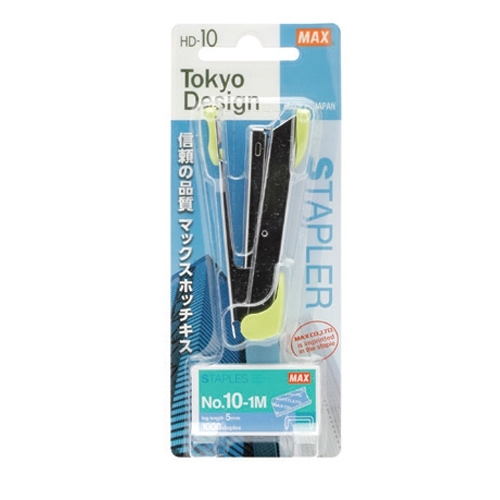 HD-10
MAX
Tokyo
Design
MADE IN JAPAN
信頼の品質 マックスホッチキス
STAPLER
MAX CO.,LTD.
is imprinted
in the staple
STAPLES
MAX
No.10-1M
leg length 5mm
1000 staples